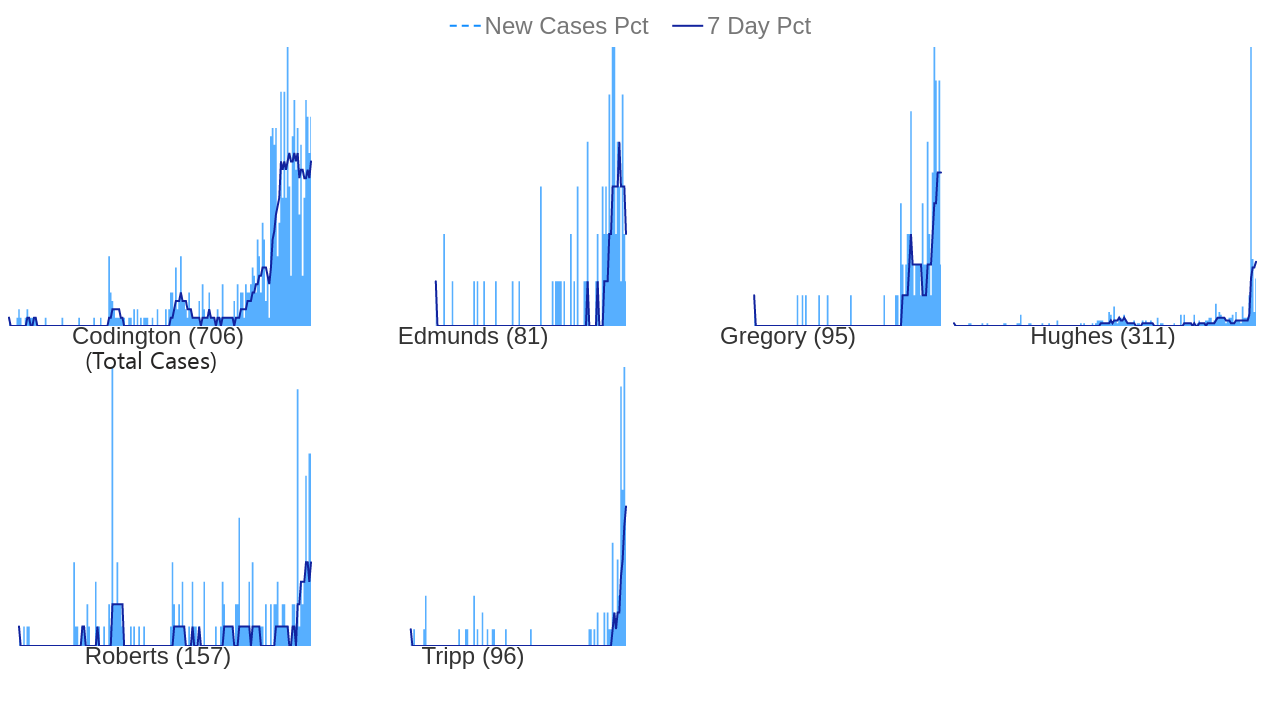 New Cases Pct 7 Day Pct
Codington (706)
(Total Cases)
Edmunds (81)
Gregory (95)
Hughes (311)
Roberts (157)
Tripp (96)